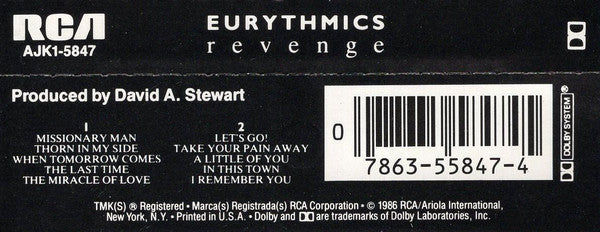 RCA
AJK1-5847
EURYTHMICS
revenge
Produced by David A. Stewart
1
MISSIONARY MAN
THORN IN MY SIDE
WHEN TOMORROW COMES
THE LAST TIME
THE MIRACLE OF LOVE
2
LET'S GO!
TAKE YOUR PAIN AWAY
A LITTLE OF YOU
IN THIS TOWN
I REMEMBER YOU
0
7863-55847-4
DOLBY SYSTEM®
TMK(S) ® Registered • Marca(s) Registrada(s) RCA Corporation • © 1986 RCA/Ariola International,
New York, N.Y. • Printed in U.S.A. • Dolby and are trademarks of Dolby Laboratories, Inc.